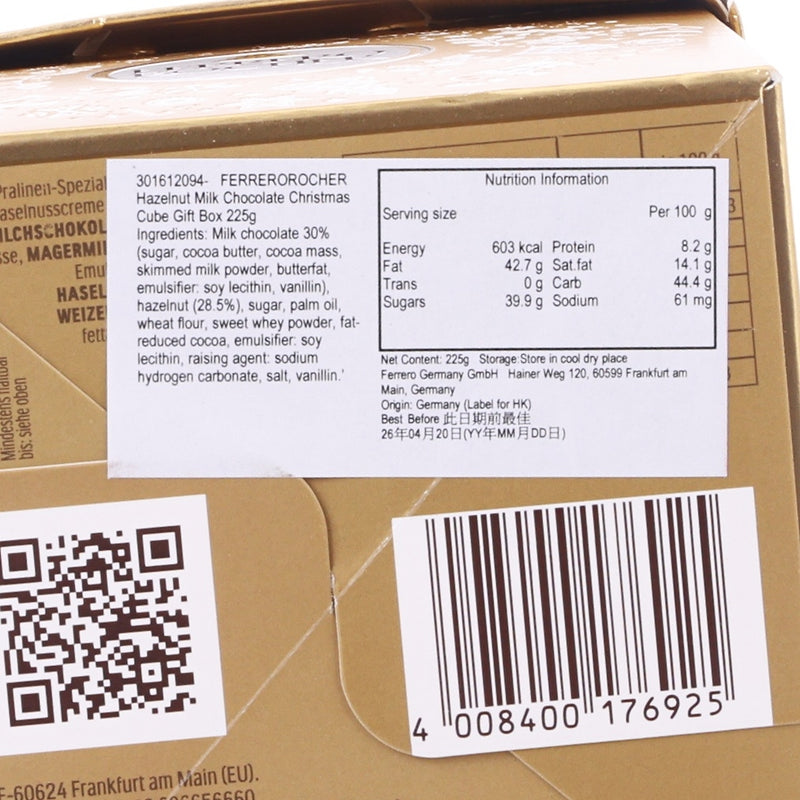 Pralinen-Spezial
aselnusscreme
ILCHSCHOKOL
sse, MAGERMIL
Emu
HASEL
WEIZE
fett
Mindestens haltbar
bis: siehe oben
301612094- FERREROROCHER
Hazelnut Milk Chocolate Christmas
Cube Gift Box 225g
Ingredients: Milk chocolate 30%
(sugar, cocoa butter, cocoa mass,
skimmed milk powder, butterfat,
emulsifier: soy lecithin, vanillin),
hazelnut (28.5%), sugar, palm oil,
wheat flour, sweet whey powder, fat-
reduced cocoa, emulsifier: soy
lecithin, raising agent: sodium
hydrogen carbonate, salt, vanillin.'
Nutrition Information
Serving size Per 100 g
Energy 603 kcal Protein 8.2 g
Fat 42.7 g Sat.fat 14.1 g
Trans 0 g Carb 44.4 g
Sugars 39.9 g Sodium 61 mg
Net Content: 225g Storage:Store in cool dry place
Ferrero Germany GmbH Hainer Weg 120, 60599 Frankfurt am
Main, Germany
Origin: Germany (Label for HK)
Best Before 此日期前最佳
26年04月20日(YY年MM月DD日)
4 008400 176925
F-60624 Frankfurt am Main (EU).